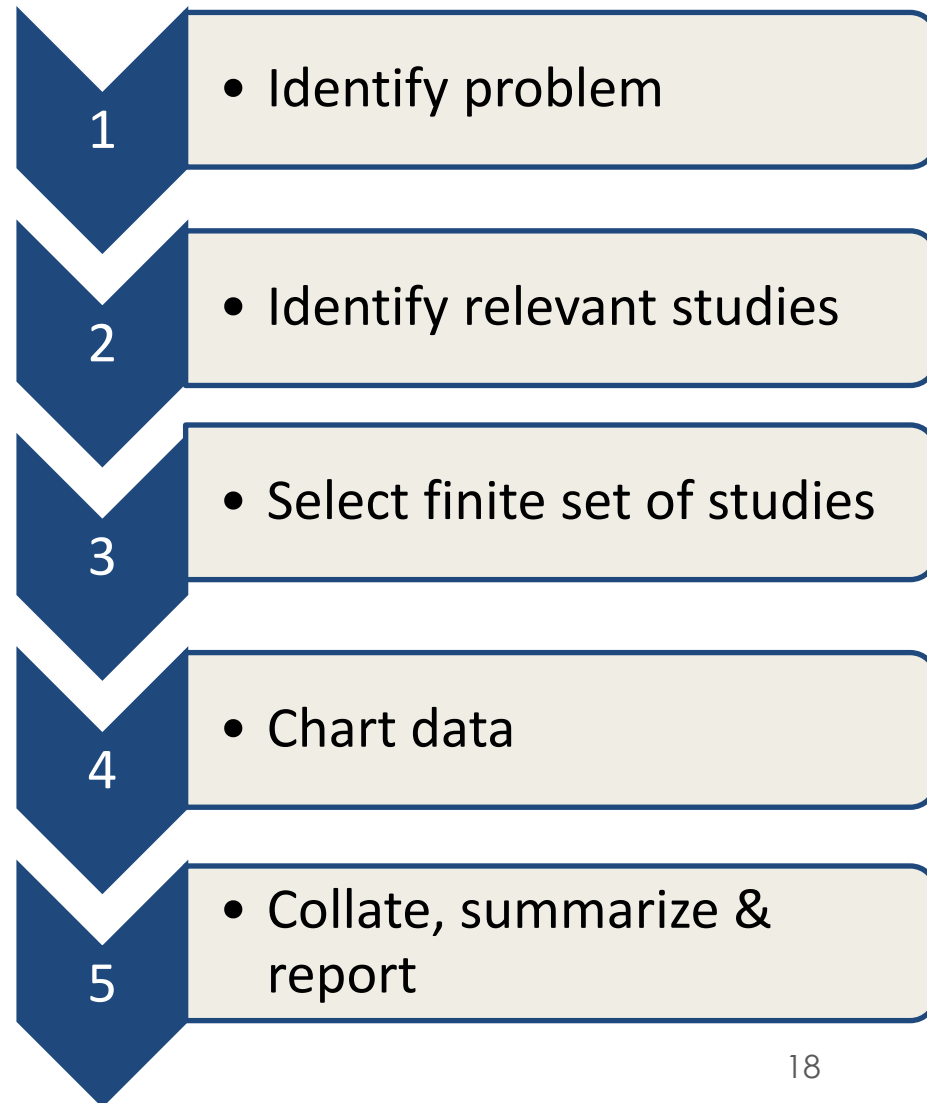 1
• Identify problem
2
• Identify relevant studies
3
• Select finite set of studies
4
• Chart data
5
• Collate, summarize &
report
18